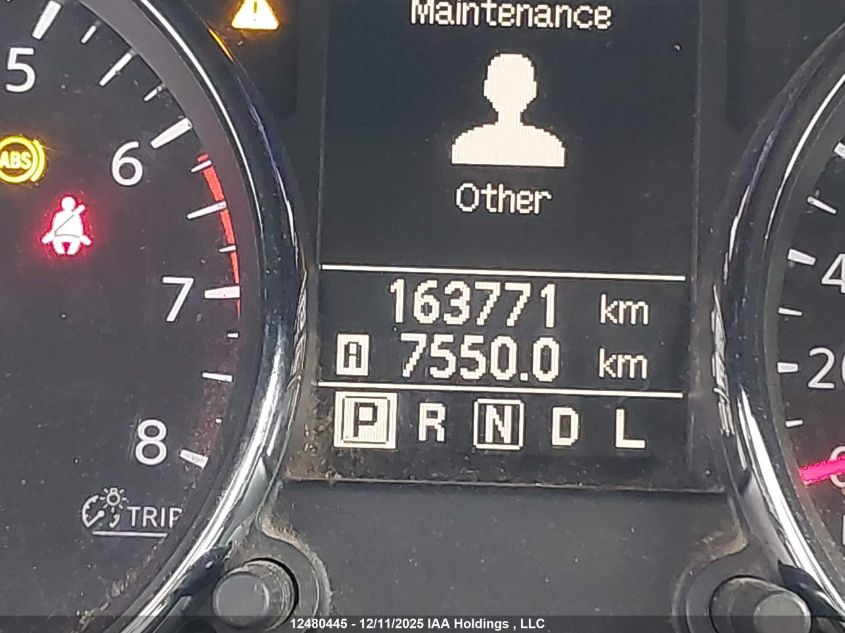 Maintenance
5
6
ABS
Other
7
163771 km
A 7550.0 km
P R N D L
8
TRIP
4
20
12480445 - 12/11/2025 IAA Holdings , LLC